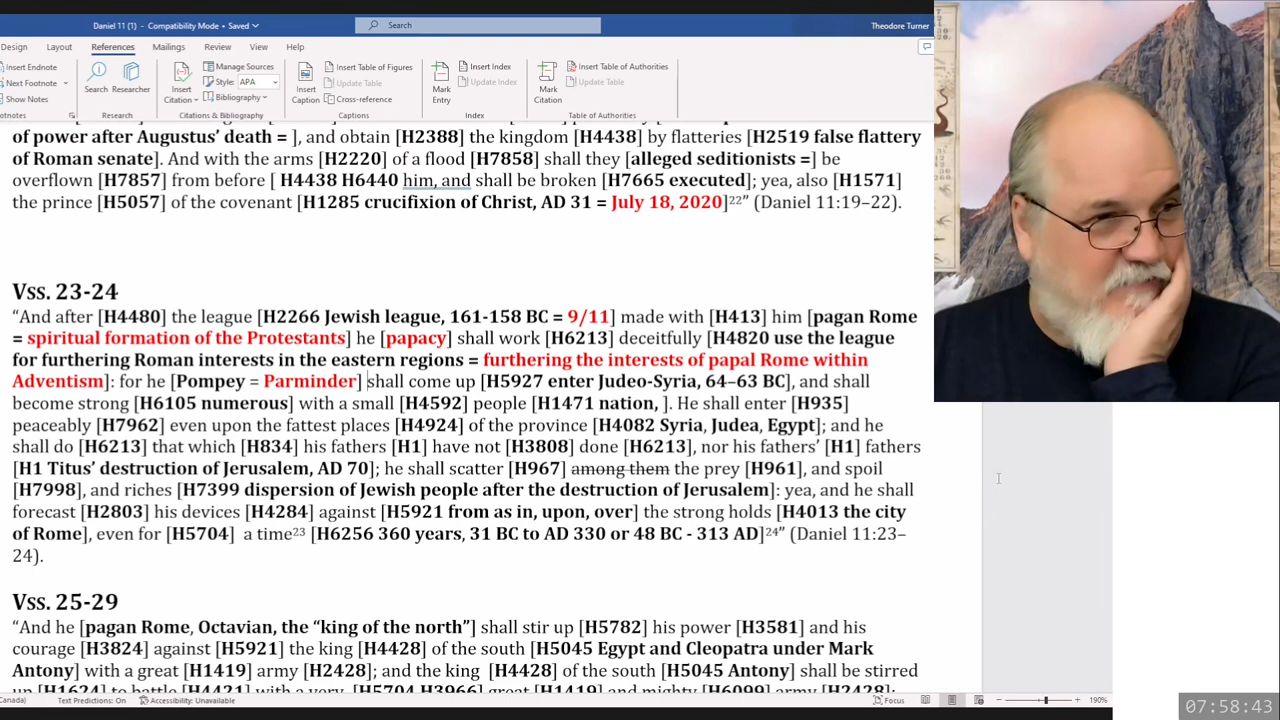 Daniel 11 (1) - Compatibility Mode • Saved
Search
Theodore Turner
Design Layout References Mailings Review View Help
Insert Endnote
Next Footnote
Show Notes
Search
Researcher
Research
Insert Citation
Manage Sources
Style: APA
Bibliography
Citations & Bibliography
Insert Caption
Insert Table of Figures
Update Table
Cross-reference
Captions
Mark Entry
Insert Index
Update Index
Index
Mark Citation
Insert Table of Authorities
Update Table
Table of Authorities
of power after Augustus’ death = ], and obtain [H2388] the kingdom [H4438] by flatteries [H2519 false flattery
of Roman senate]. And with the arms [H2220] of a flood [H7858] shall they [alleged seditionists =] be
overflown [H7857] from before [ H4438 H6440 him, and shall be broken [H7665 executed]; yea, also [H1571]
the prince [H5057] of the covenant [H1285 crucifixion of Christ, AD 31 = July 18, 2020]22” (Daniel 11:19–22).
Vss. 23-24
“And after [H4480] the league [H2266 Jewish league, 161-158 BC = 9/11] made with [H413] him [pagan Rome
= spiritual formation of the Protestants] he [papacy] shall work [H6213] deceitfully [H4820 use the league
for furthering Roman interests in the eastern regions = furthering the interests of papal Rome within
Adventism]: for he [Pompey = Parminder] shall come up [H5927 enter Judeo-Syria, 64–63 BC], and shall
become strong [H6105 numerous] with a small [H4592] people [H1471 nation, ]. He shall enter [H935]
peaceably [H7962] even upon the fattest places [H4924] of the province [H4082 Syria, Judea, Egypt]; and he
shall do [H6213] that which [H834] his fathers [H1] have not [H3808] done [H6213], nor his fathers’ [H1] fathers
[H1 Titus’ destruction of Jerusalem, AD 70]; he shall scatter [H967] among them the prey [H961], and spoil
[H7998], and riches [H7399 dispersion of Jewish people after the destruction of Jerusalem]: yea, and he shall
forecast [H2803] his devices [H4284] against [H5921 from as in, upon, over] the strong holds [H4013 the city
of Rome], even for [H5704] a time23 [H6256 360 years, 31 BC to AD 330 or 48 BC - 313 AD]24” (Daniel 11:23–
24).
Vss. 25-29
“And he [pagan Rome, Octavian, the “king of the north”] shall stir up [H5782] his power [H3581] and his
courage [H3824] against [H5921] the king [H4428] of the south [H5045 Egypt and Cleopatra under Mark
Antony] with a great [H1419] army [H2428]; and the king [H4428] of the south [H5045 Antony] shall be stirred
up [H1624] to battle [H4421] with a very [H5704 H3966] great [H1419] and mighty [H6099] army [H2428];
Text Predictions: On
Accessibility: Unavailable
Focus
190%
07:58:43